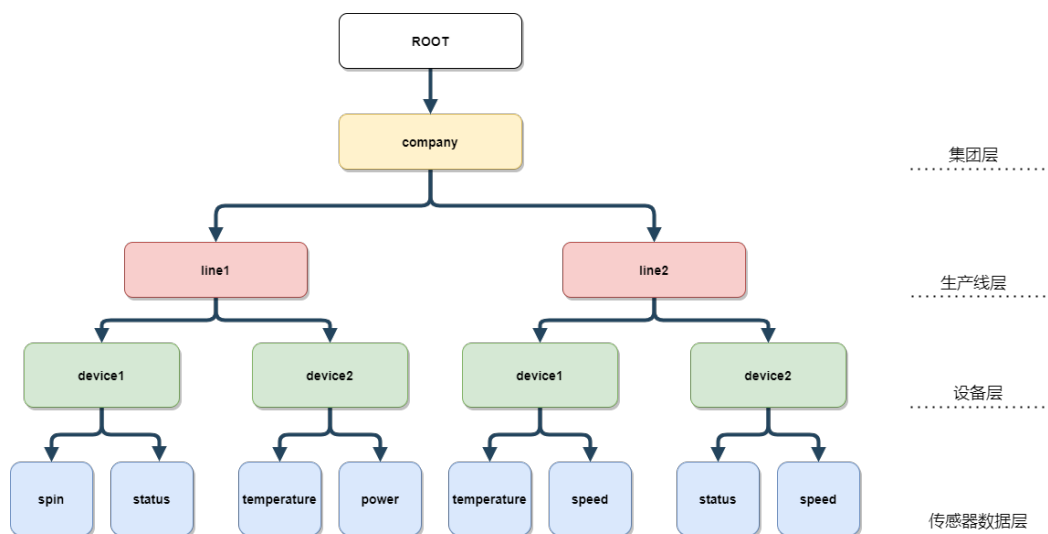 ROOT
company
集团层
line1
line2
生产线层
device1
device2
device1
device2
设备层
spin
status
temperature
power
temperature
speed
status
speed
传感器数据层